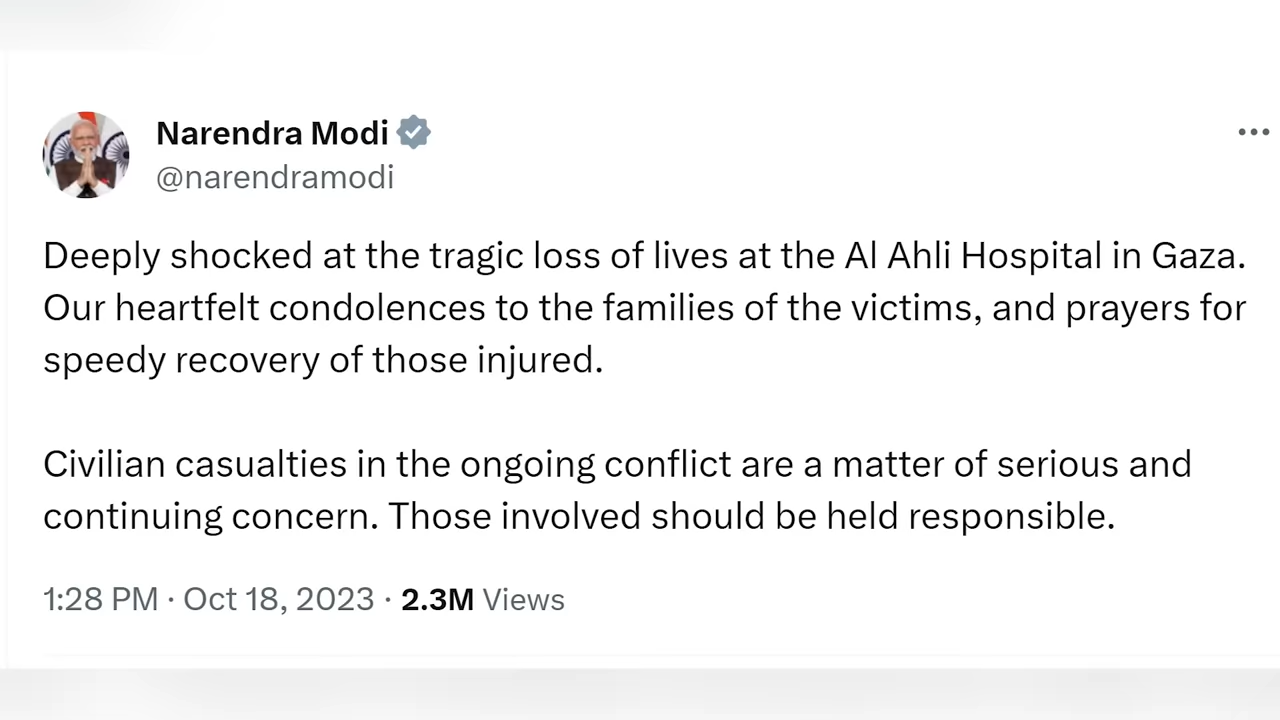 Narendra Modi
@narendramodi
Deeply shocked at the tragic loss of lives at the Al Ahli Hospital in Gaza.
Our heartfelt condolences to the families of the victims, and prayers for
speedy recovery of those injured.
Civilian casualties in the ongoing conflict are a matter of serious and
continuing concern. Those involved should be held responsible.
1:28 PM · Oct 18, 2023 · 2.3M Views